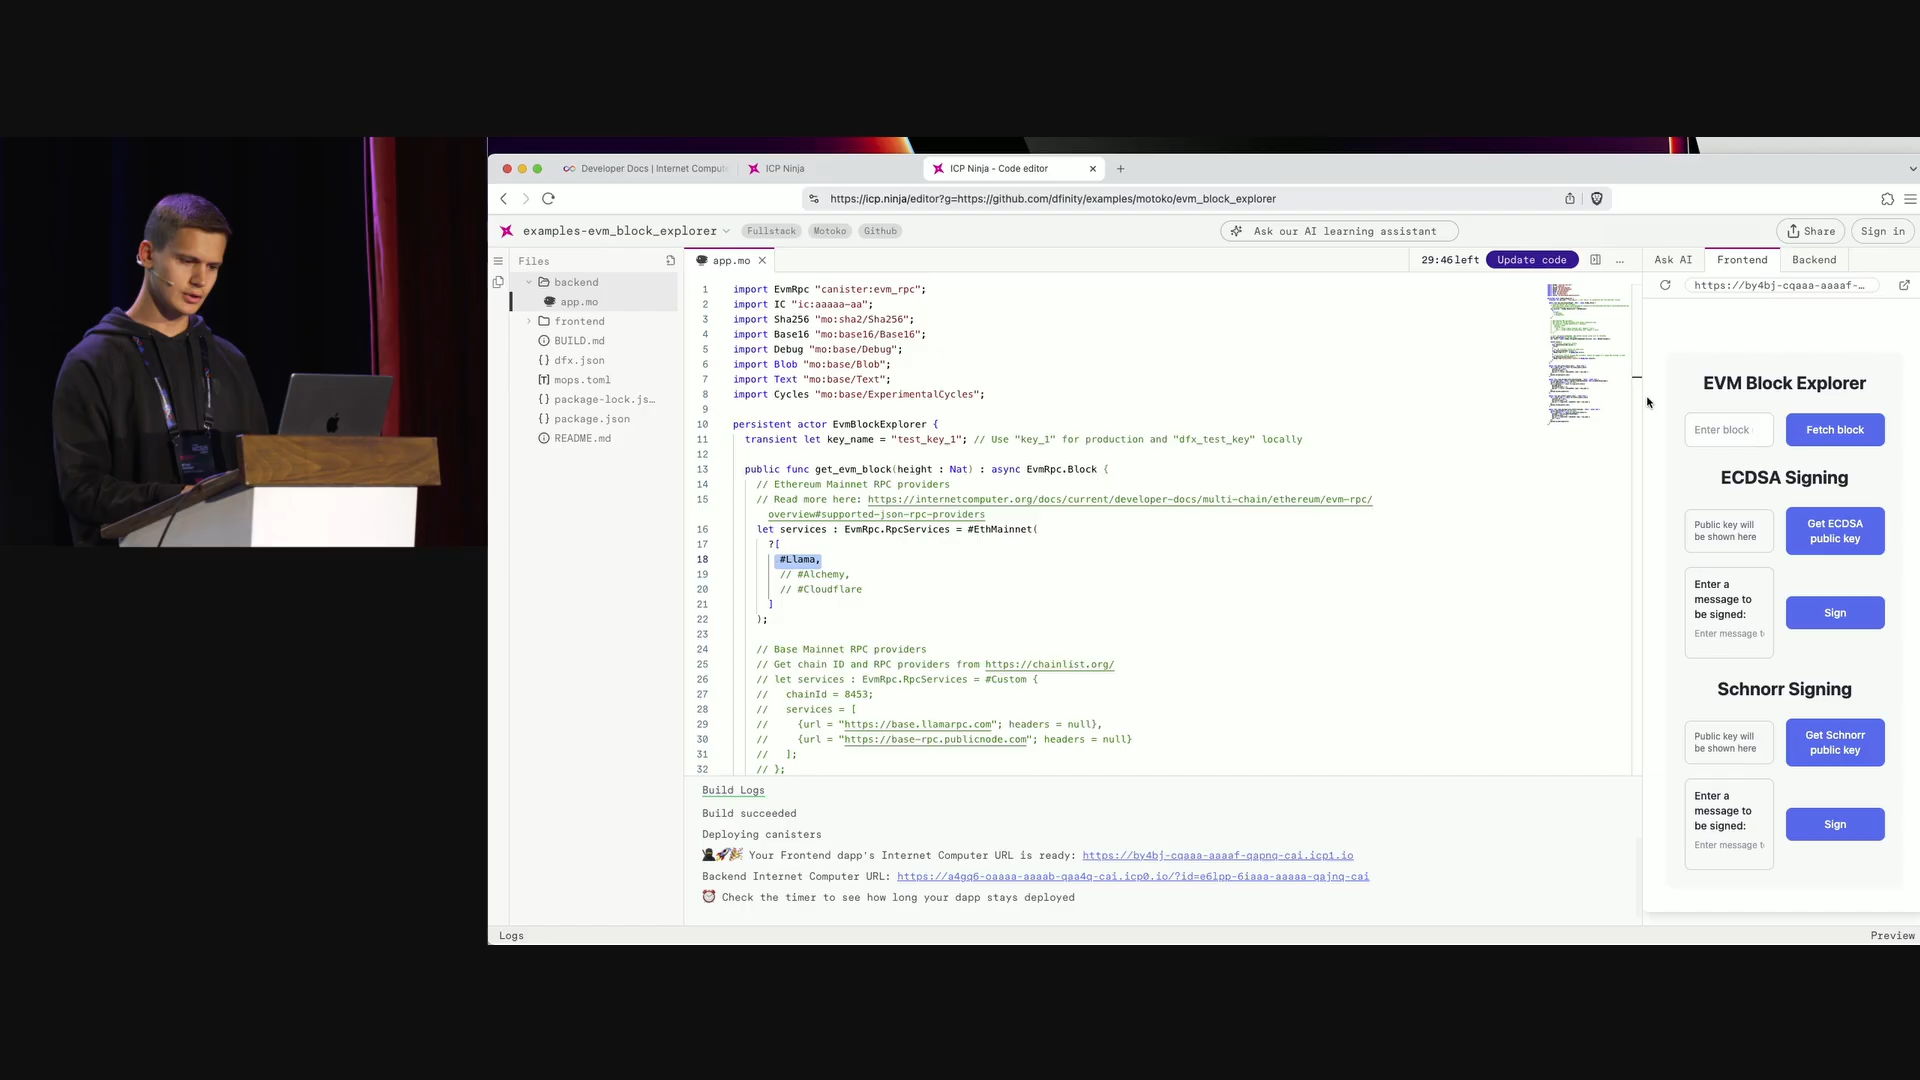 Developer Docs | Internet Comput
ICP Ninja
ICP Ninja - Code editor
https://icp.ninja/editor?g=https://github.com/dfinity/examples/motoko/evm_block_explorer
examples-evm_block_explorer
Fullstack
Motoko
Github
Ask our AI learning assistant
Share
Sign in
Files
backend
app.mo
frontend
BUILD.md
dfx.json
mops.toml
package-lock.js…
package.json
README.md
app.mo
29:46 left
Update code
...
1 import EvmRpc "canister:evm_rpc";
2 import IC "ic:aaaaa-aa";
3 import Sha256 "mo:sha2/Sha256";
4 import Base16 "mo:base16/Base16";
5 import Debug "mo:base/Debug";
6 import Blob "mo:base/Blob";
7 import Text "mo:base/Text";
8 import Cycles "mo:base/ExperimentalCycles";
9
10 persistent actor EvmBlockExplorer {
11 transient let key_name = "test_key_1"; // Use "key_1" for production and "dfx_test_key" locally
12
13 public func get_evm_block(height : Nat) : async EvmRpc.Block {
14 // Ethereum Mainnet RPC providers
15 // Read more here: https://internetcomputer.org/docs/current/developer-docs/multi-chain/ethereum/evm-rpc/
overview#supported-json-rpc-providers
16 let services : EvmRpc.RpcServices = #EthMainnet(
17 ?[
18 #Llama,
19 // #Alchemy,
20 // #Cloudflare
21 ]
22 );
23
24 // Base Mainnet RPC providers
25 // Get chain ID and RPC providers from https://chainlist.org/
26 // let services : EvmRpc.RpcServices = #Custom {
27 // chainId = 8453;
28 // services = [
29 // {url = "https://base.llamarpc.com"; headers = null},
30 // {url = "https://base-rpc.publicnode.com"; headers = null}
31 // ];
32 // };
Build Logs
Build succeeded
Deploying canisters
Your Frontend dapp's Internet Computer URL is ready: https://by4bj-cqaaa-aaaaf-qapnq-cai.icp1.io
Backend Internet Computer URL: https://a4gq6-oaaaa-aaaab-qaa4q-cai.icp0.io/?id=e6lpp-6iaaa-aaaaa-qajnq-cai
Check the timer to see how long your dapp stays deployed
Logs
Ask AI
Frontend
Backend
https://by4bj-cqaaa-aaaaf-…
EVM Block Explorer
Enter block
Fetch block
ECDSA Signing
Public key will
be shown here
Get ECDSA
public key
Enter a
message to
be signed:
Enter message t
Sign
Schnorr Signing
Public key will
be shown here
Get Schnorr
public key
Enter a
message to
be signed:
Enter message t
Sign
Preview